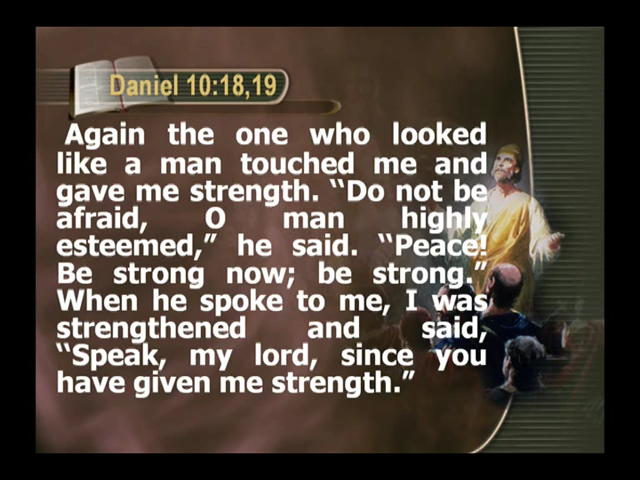 Daniel 10:18,19
Again the one who looked
like a man touched me and
gave me strength. “Do not be
afraid, O man highly
esteemed,” he said. “Peace!
Be strong now; be strong.”
When he spoke to me, I was
strengthened and said,
“Speak, my lord, since you
have given me strength.”